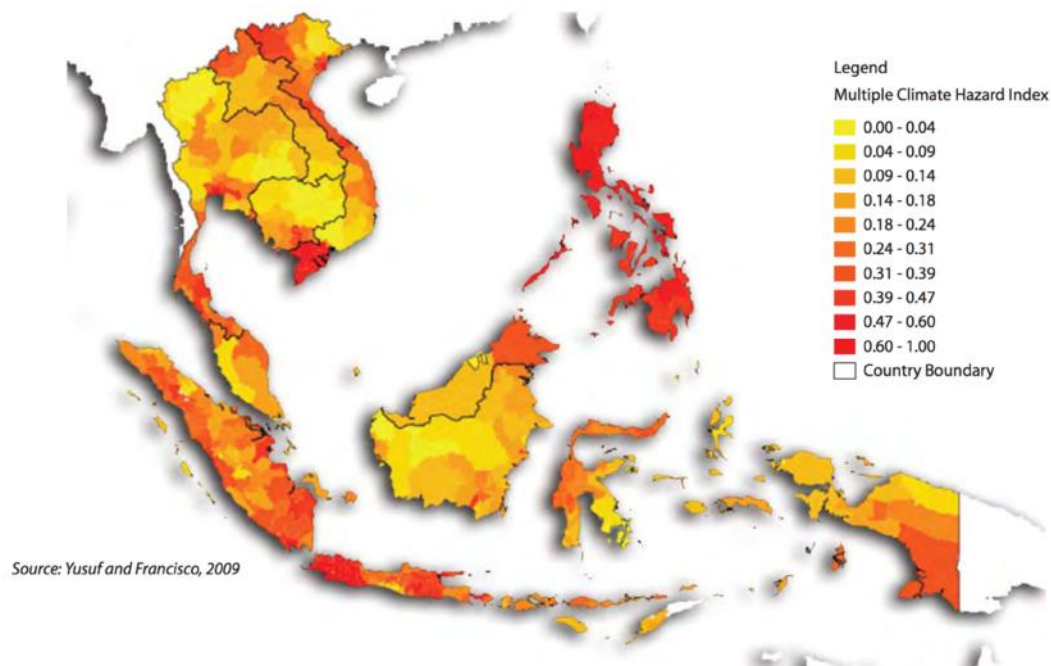 Legend
Multiple Climate Hazard Index
0.00 - 0.04
0.04 - 0.09
0.09 - 0.14
0.14 - 0.18
0.18 - 0.24
0.24 - 0.31
0.31 - 0.39
0.39 - 0.47
0.47 - 0.60
0.60 - 1.00
Country Boundary
Source: Yusuf and Francisco, 2009